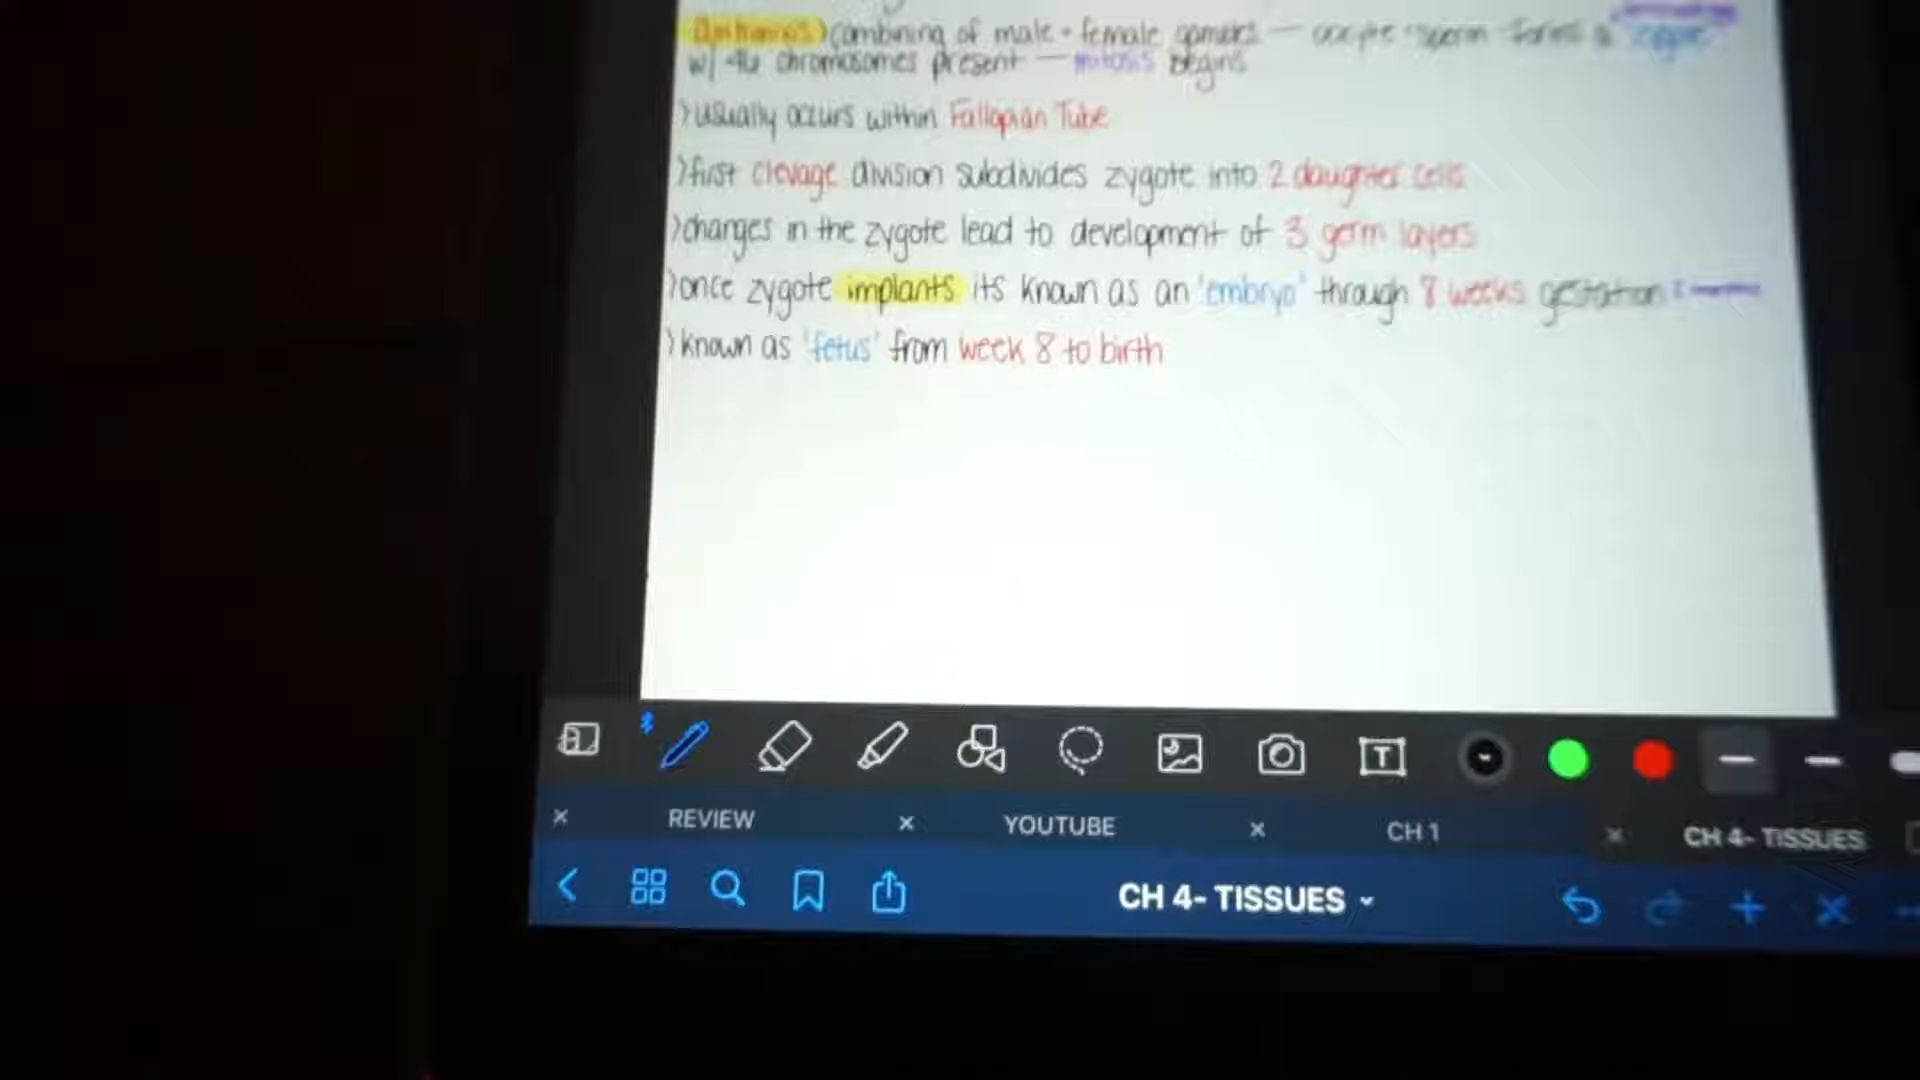 combining of male + female gametes — oocyte + sperm forms a zygote
w/ 46 chromosomes present — mitosis begins
> usually occurs within Fallopian Tube
> first clevage division subdivides zygote into 2 daughter cells
> changes in the zygote lead to development of 3 germ layers
> once zygote implants its known as an 'embryo' through 8 weeks gestation
> known as 'fetus' from week 8 to birth
T
REVIEW YOUTUBE CH 1 CH 4- TISSUES
CH 4- TISSUES